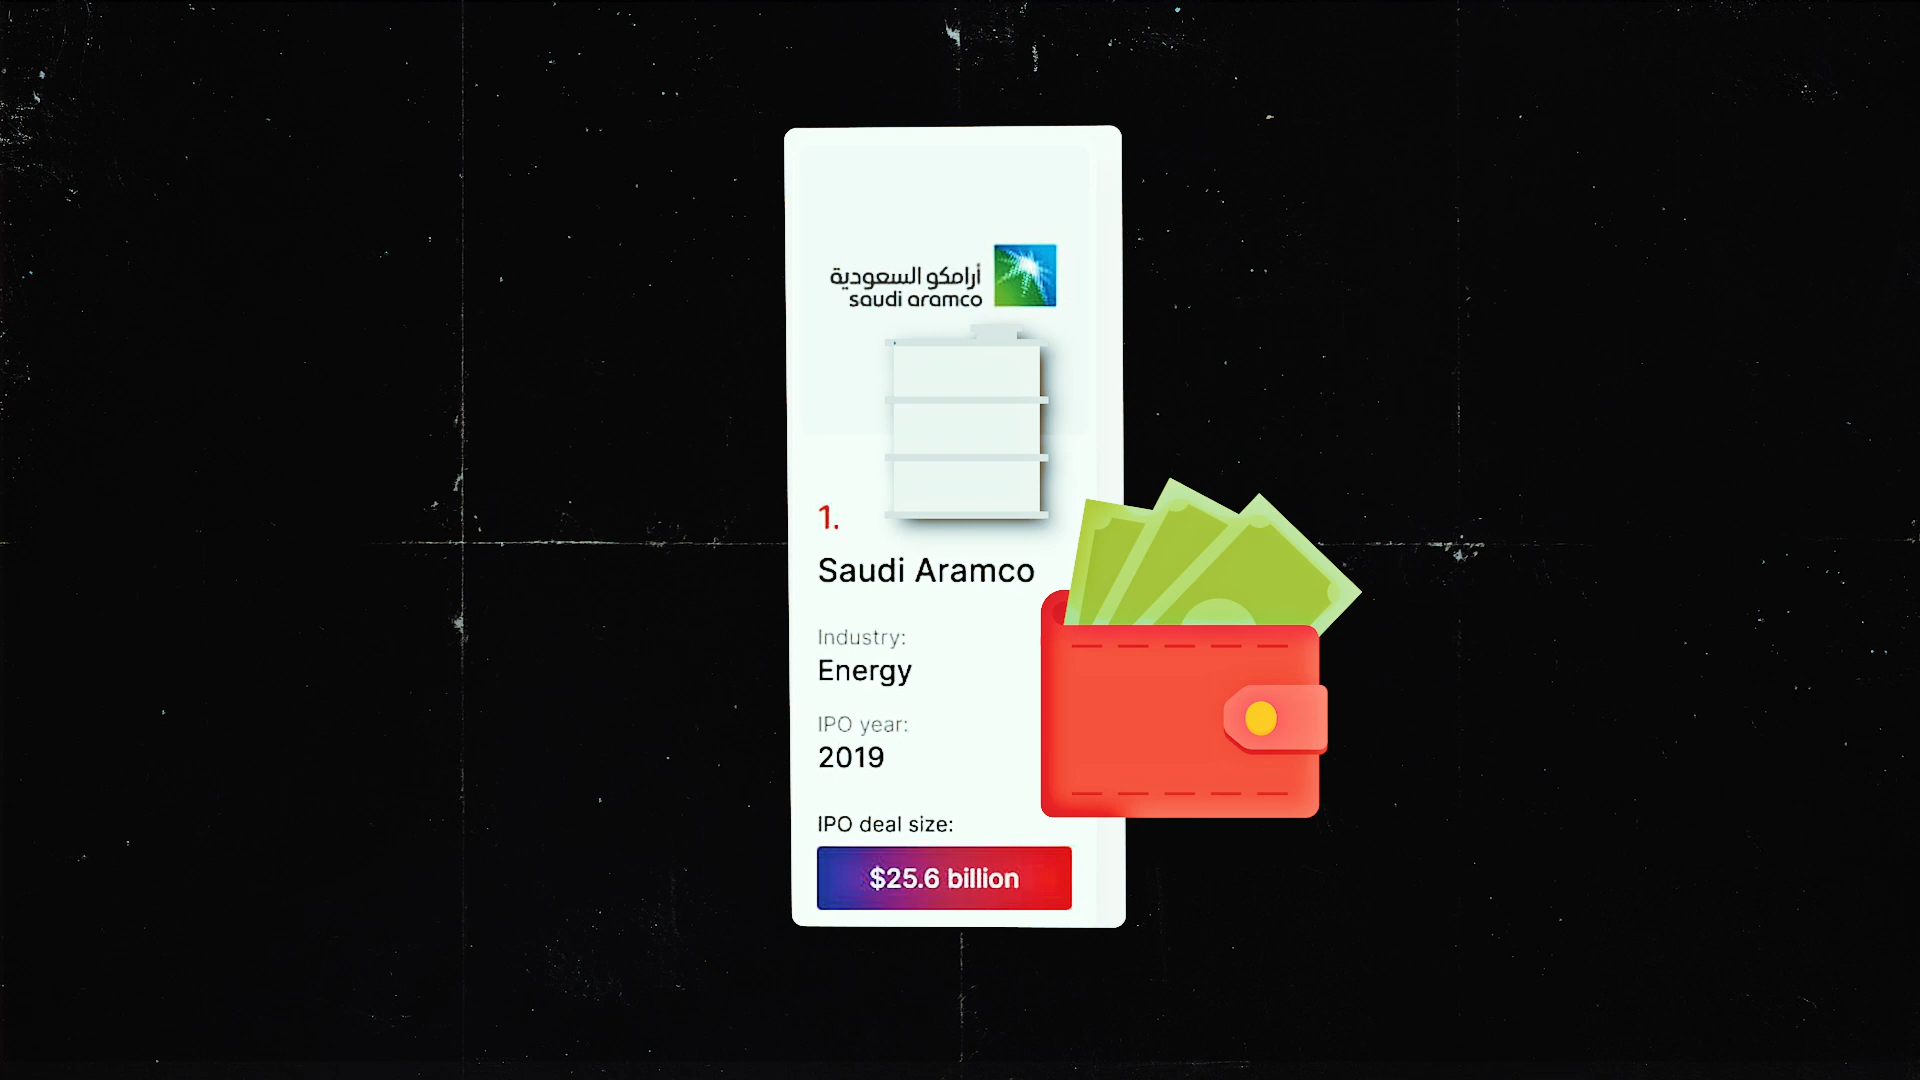 أرامكو السعودية
saudi aramco
1.
Saudi Aramco
Industry:
Energy
IPO year:
2019
IPO deal size:
$25.6 billion